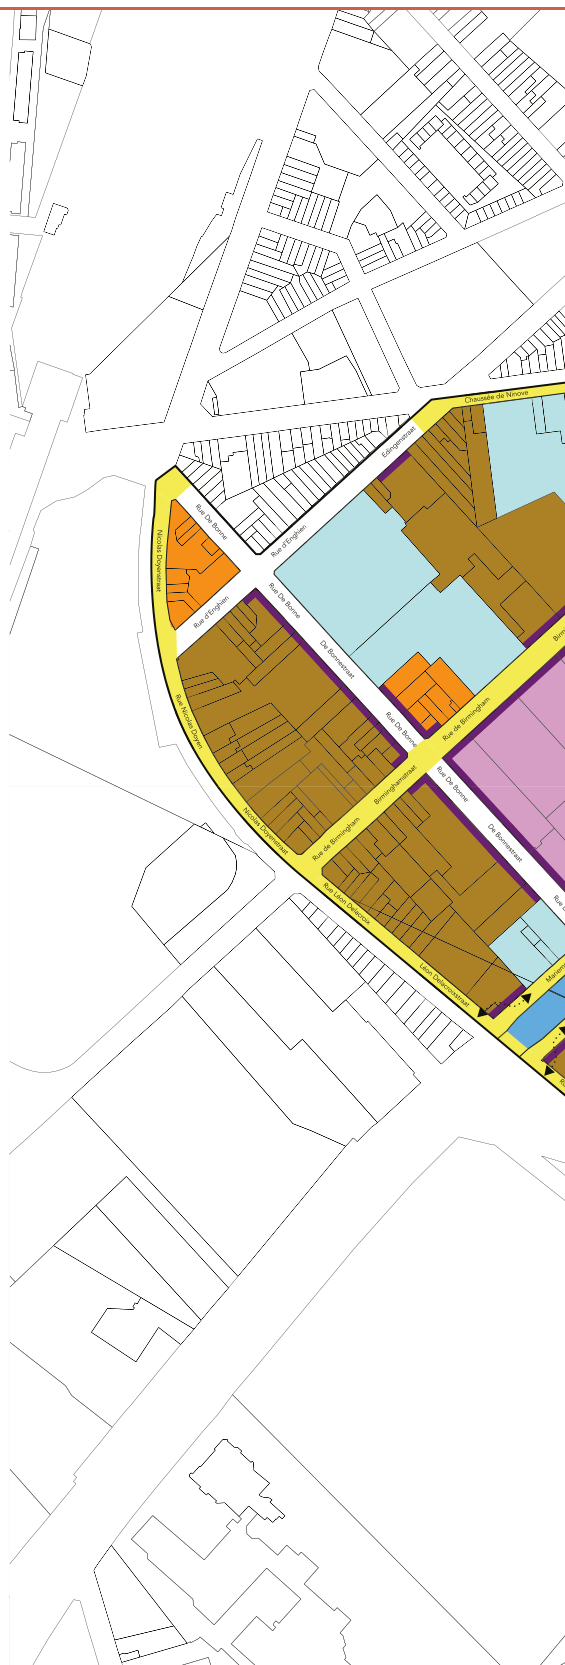 Chaussée de Ninove
Edingenstraat
Rue De Bonne
Rue d'Enghien
Nicolas Doyenstraat
Rue d'Enghien
Rue De Bonne
De Bonnestraat
Rue Nicolas Doyen
Rue De Bonne
Rue de Birmingham
Birminghamstraat
Rue De Bonne
Nicolas Doyenstraat
Rue de Birmingham
De Bonnestraat
Rue Léon Delacroix
Léon Delacroixstraat